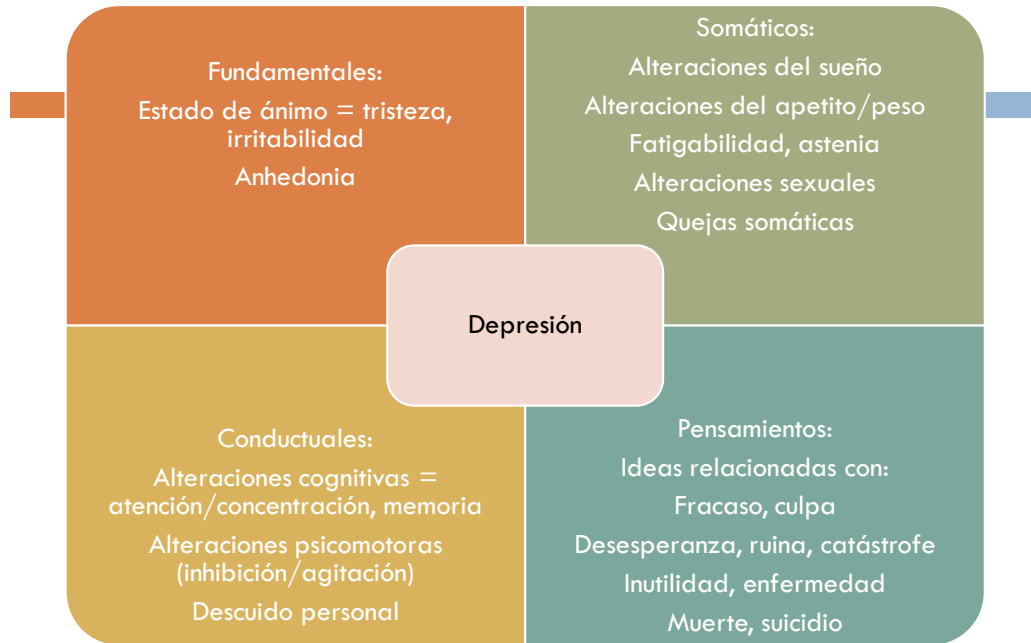 Fundamentales:
Estado de ánimo = tristeza,
irritabilidad
Anhedonia
Somáticos:
Alteraciones del sueño
Alteraciones del apetito/peso
Fatigabilidad, astenia
Alteraciones sexuales
Quejas somáticas
Depresión
Conductuales:
Alteraciones cognitivas =
atención/concentración, memoria
Alteraciones psicomotoras
(inhibición/agitación)
Descuido personal
Pensamientos:
Ideas relacionadas con:
Fracaso, culpa
Desesperanza, ruina, catástrofe
Inutilidad, enfermedad
Muerte, suicidio